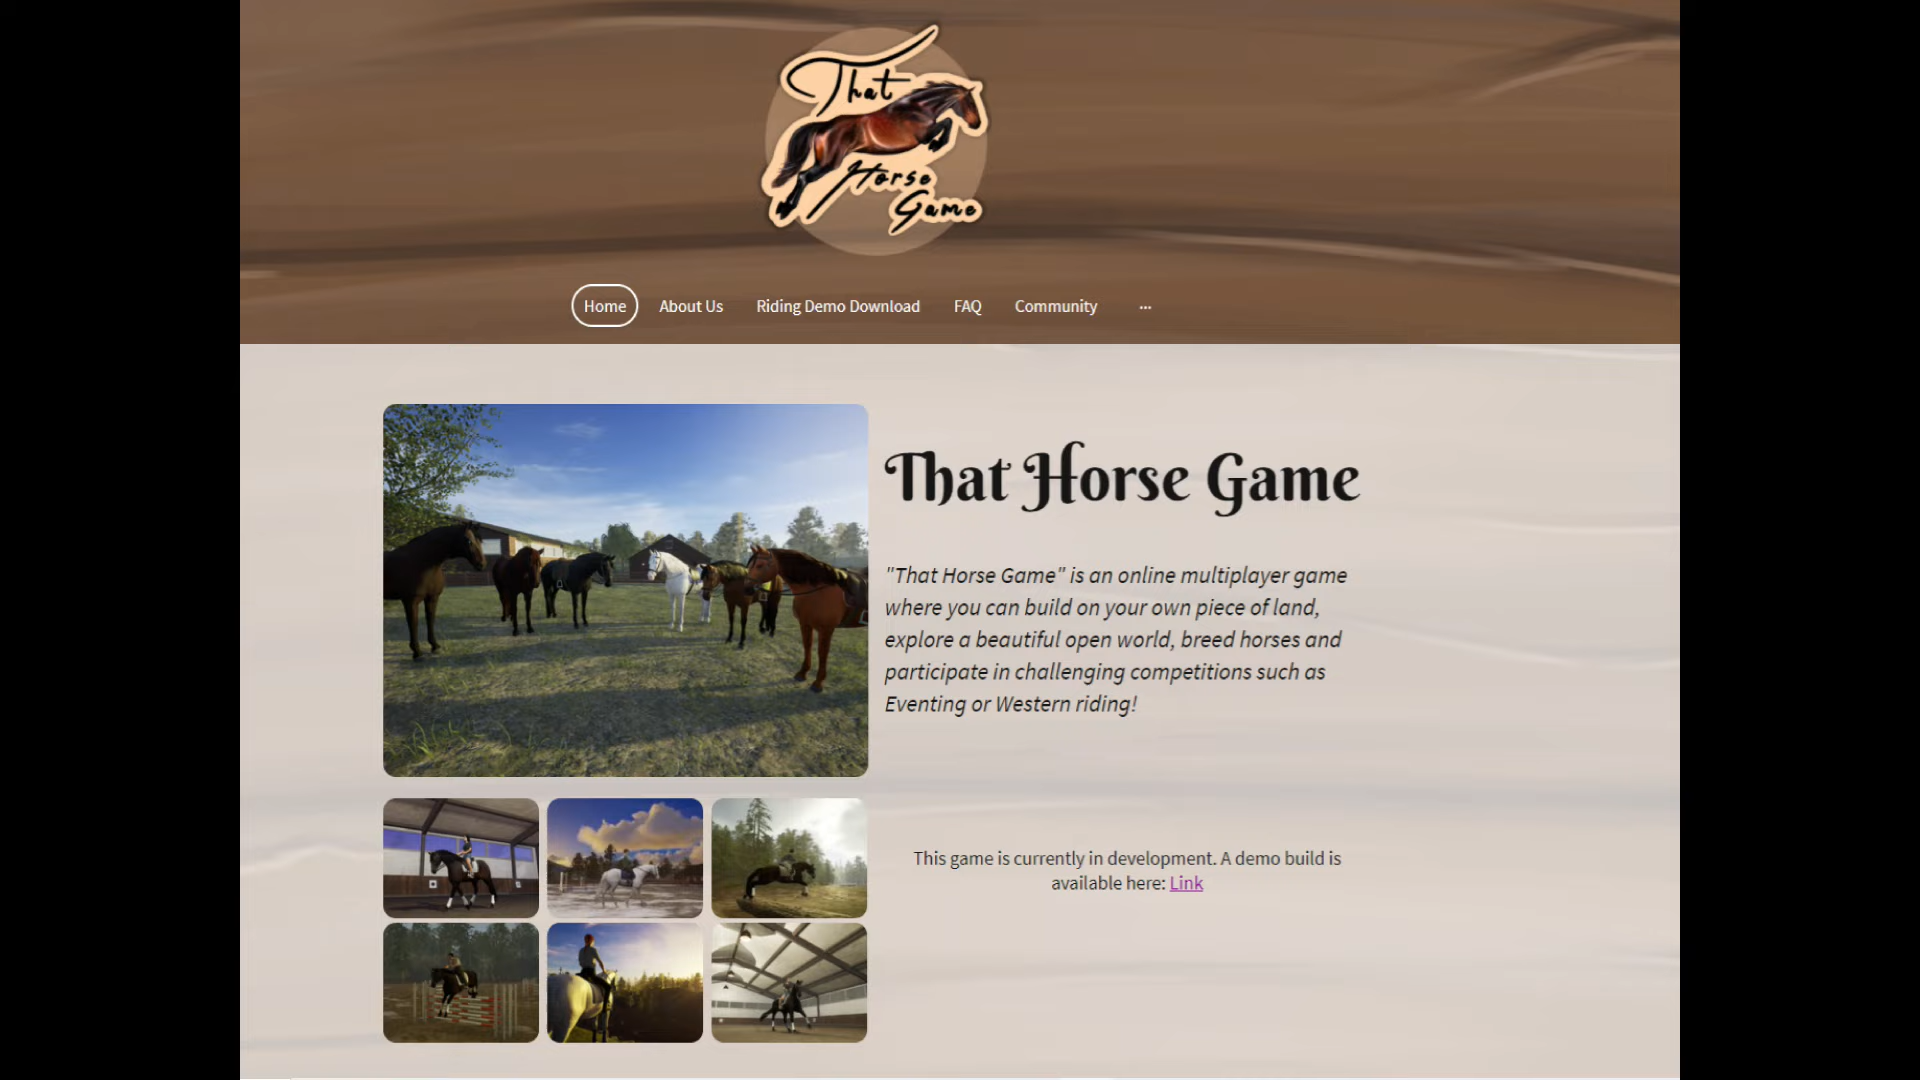 That
Horse
Game
Home About Us Riding Demo Download FAQ Community ...
That Horse Game
"That Horse Game" is an online multiplayer game
where you can build on your own piece of land,
explore a beautiful open world, breed horses and
participate in challenging competitions such as
Eventing or Western riding!
This game is currently in development. A demo build is
available here: Link